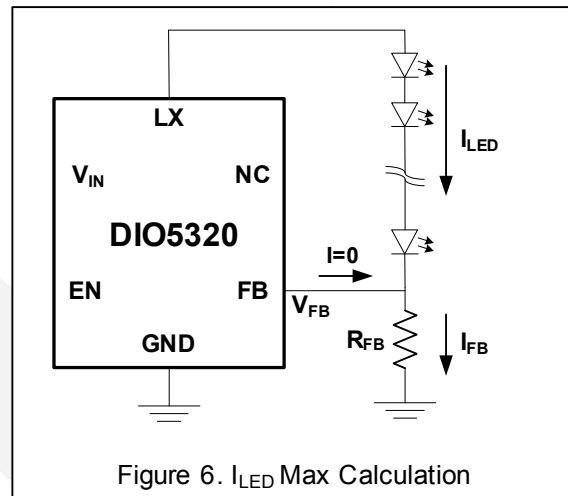 LX
I_LED
V_IN
NC
DIO5320
I=0
EN
FB
V_FB
R_FB
I_FB
GND
Figure 6. I_LED Max Calculation